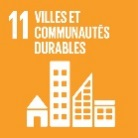 11 VILLES ET
COMMUNAUTÉS
DURABLES